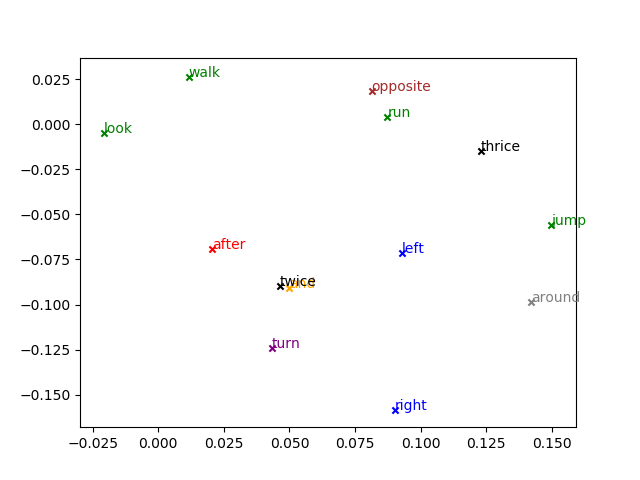 walk
opposite
run
look
thrice
jump
after
left
twice
and
around
turn
right
0.025
0.000
−0.025
−0.050
−0.075
−0.100
−0.125
−0.150
−0.025 0.000 0.025 0.050 0.075 0.100 0.125 0.150